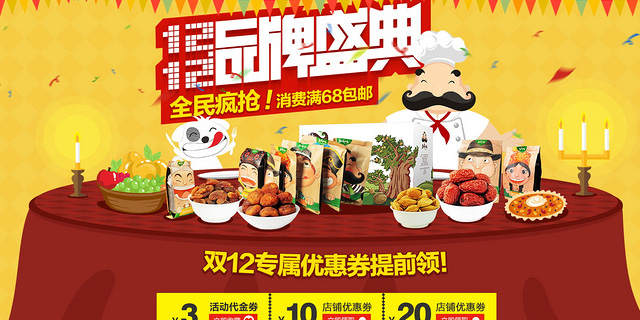 1212品牌盛典
全民疯抢！消费满68包邮
双12专属优惠券提前领!
¥3 活动代金券
¥10 店铺优惠券
¥20 店铺优惠券